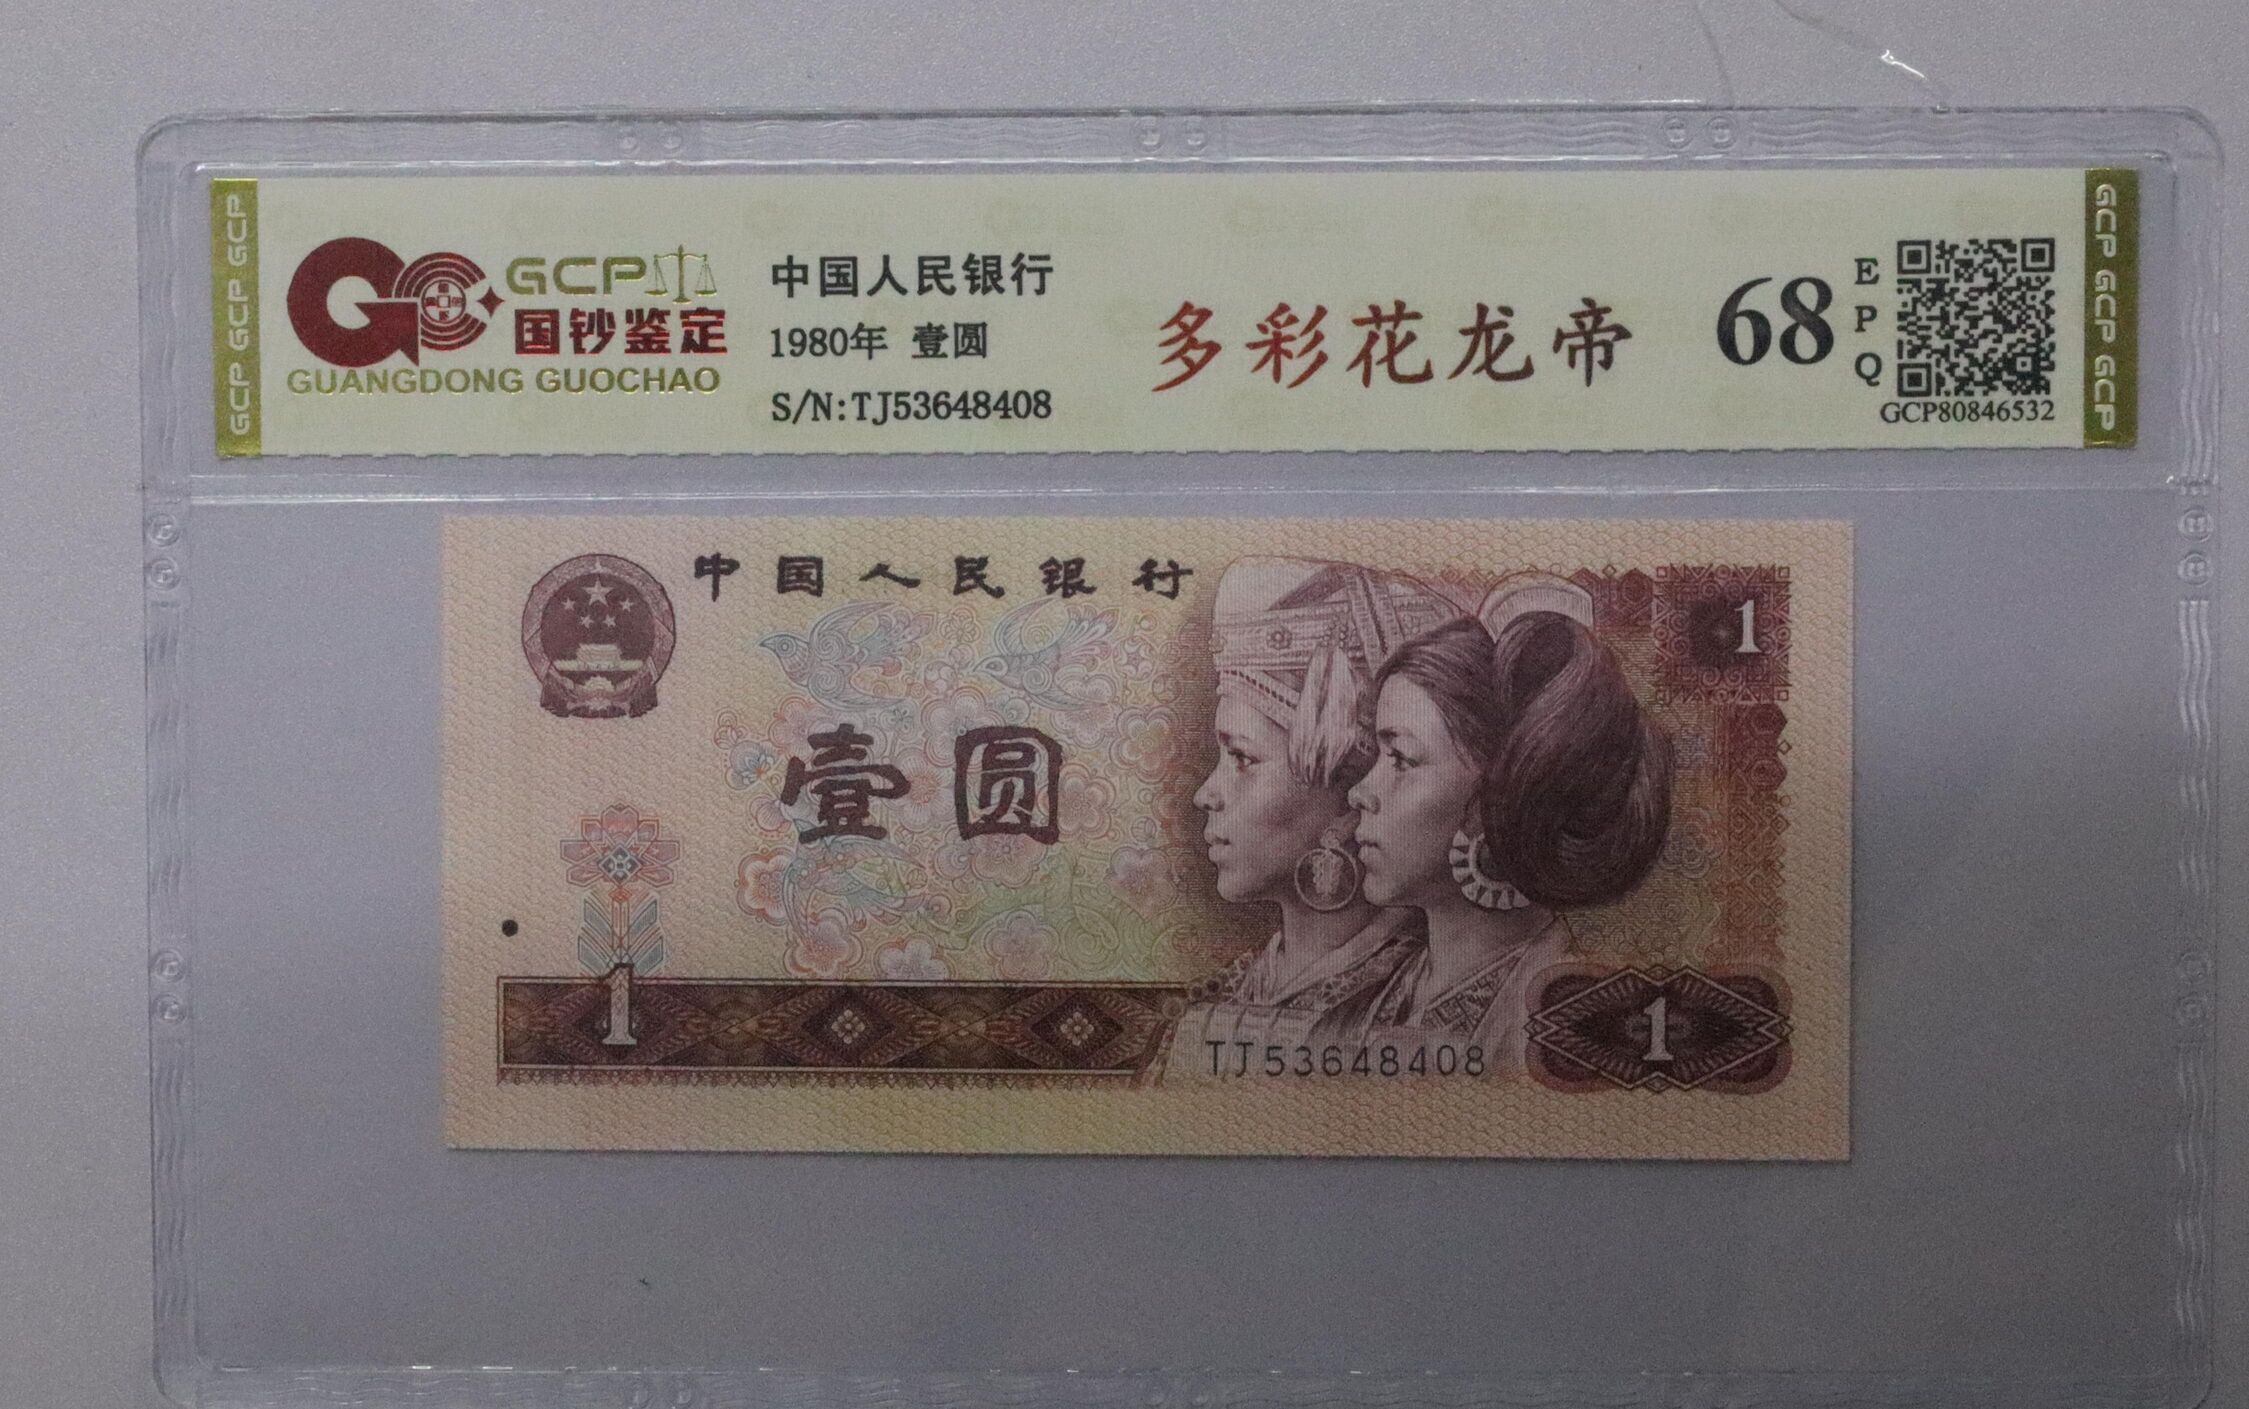 GCP GCP GCP
GCP
国钞鉴定
GUANGDONG GUOCHAO
中国人民银行
1980年 壹圆
S/N:TJ53648408
多彩花龙帝
68
EPQ
GCP80846532
GCP GCP GCP
中国人民银行
1
壹圆
1
TJ53648408
1